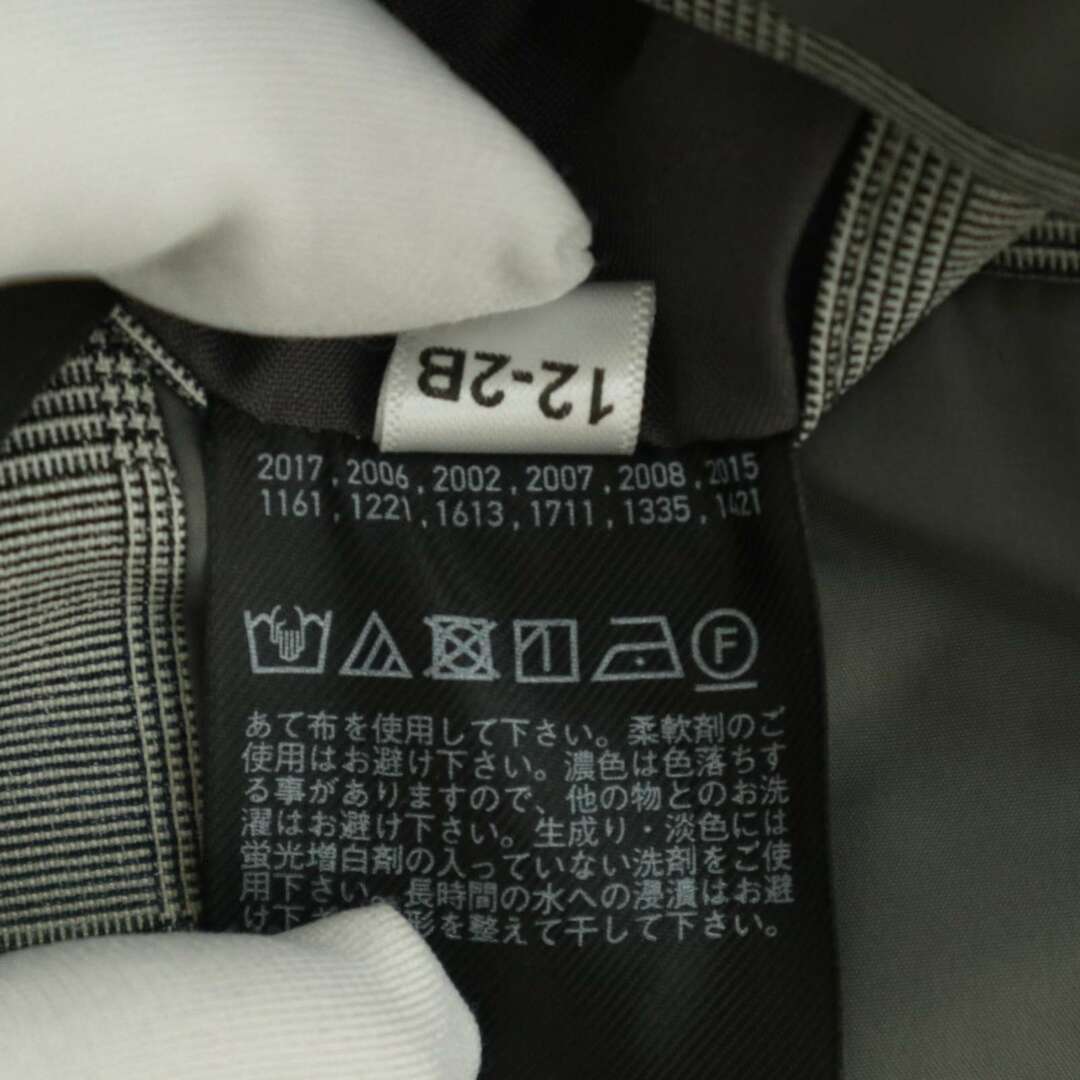 12-2B
2017, 2006, 2002, 2007, 2008, 2015
1161, 1221, 1613, 1711, 1335, 1421
F
あて布を使用して下さい。柔軟剤のご
使用はお避け下さい。濃色は色落ちす
る事がありますので、他の物とのお洗
濯はお避け下さい。生成り・淡色には
蛍光増白剤の入っていない洗剤をご使
用下さい。長時間の水への浸漬はお避
け下 形を整えて干して下さい。